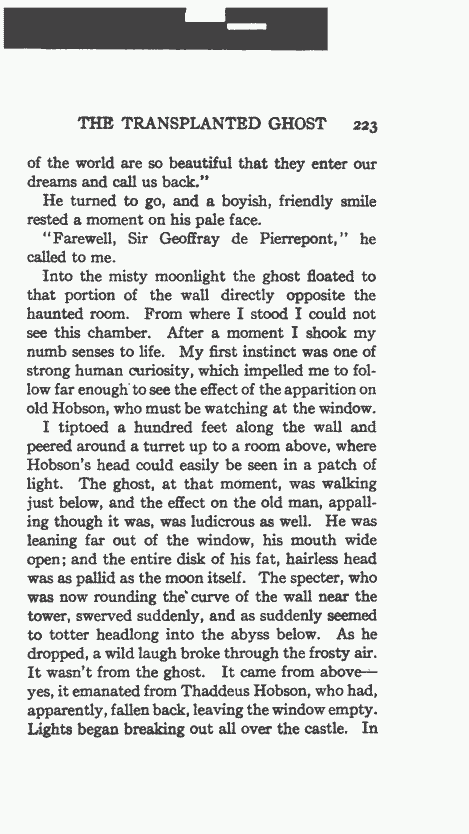 THE TRANSPLANTED GHOST 223
of the world are so beautiful that they enter our
dreams and call us back."
He turned to go, and a boyish, friendly smile
rested a moment on his pale face.
"Farewell, Sir Geoffray de Pierrepont," he
called to me.
Into the misty moonlight the ghost floated to
that portion of the wall directly opposite the
haunted room. From where I stood I could not
see this chamber. After a moment I shook my
numb senses to life. My first instinct was one of
strong human curiosity, which impelled me to fol-
low far enough to see the effect of the apparition on
old Hobson, who must be watching at the window.
I tiptoed a hundred feet along the wall and
peered around a turret up to a room above, where
Hobson's head could easily be seen in a patch of
light. The ghost, at that moment, was walking
just below, and the effect on the old man, appall-
ing though it was, was ludicrous as well. He was
leaning far out of the window, his mouth wide
open; and the entire disk of his fat, hairless head
was as pallid as the moon itself. The specter, who
was now rounding the curve of the wall near the
tower, swerved suddenly, and as suddenly seemed
to totter headlong into the abyss below. As he
dropped, a wild laugh broke through the frosty air.
It wasn't from the ghost. It came from above—
yes, it emanated from Thaddeus Hobson, who had,
apparently, fallen back, leaving the window empty.
Lights began breaking out all over the castle. In